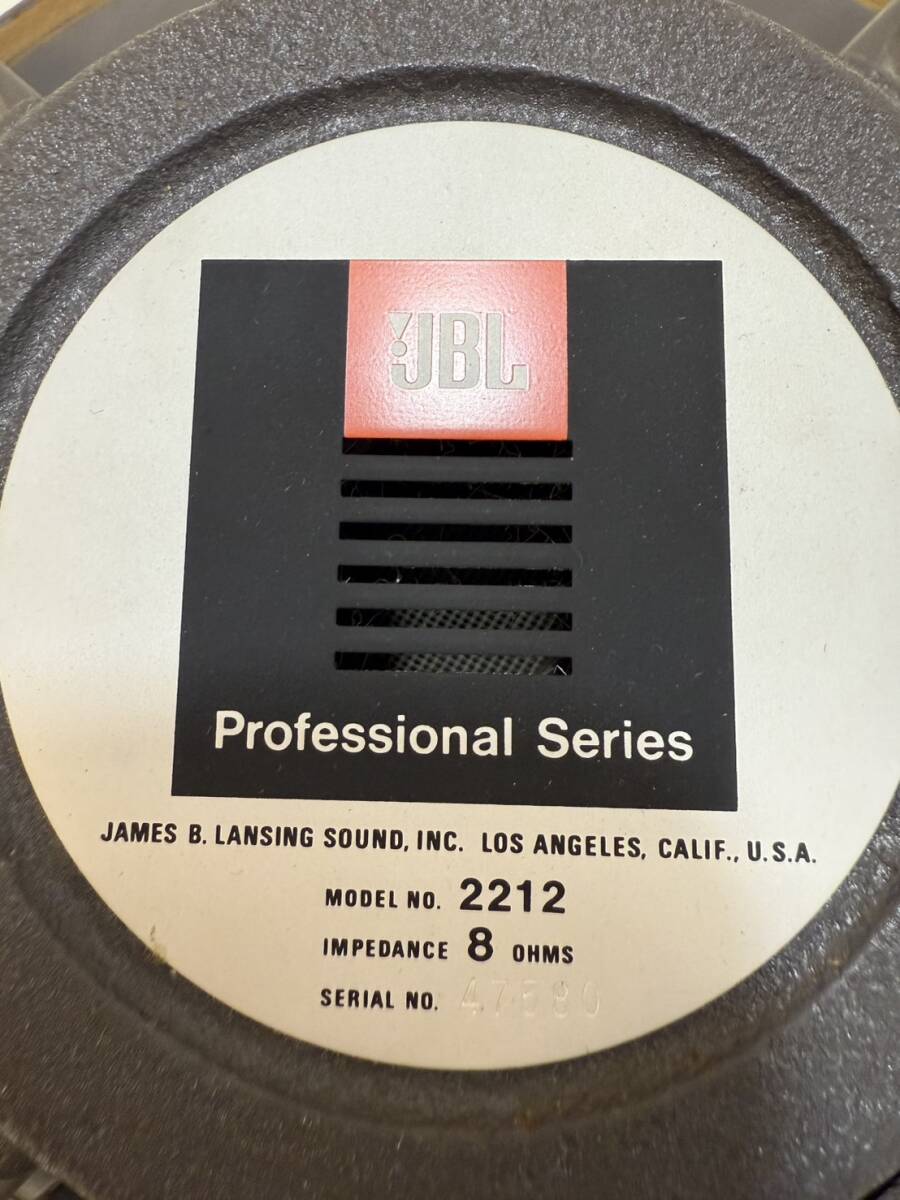 JBL
Professional Series
JAMES B. LANSING SOUND, INC. LOS ANGELES, CALIF., U.S.A.
MODEL NO. 2212
IMPEDANCE 8 OHMS
SERIAL NO.